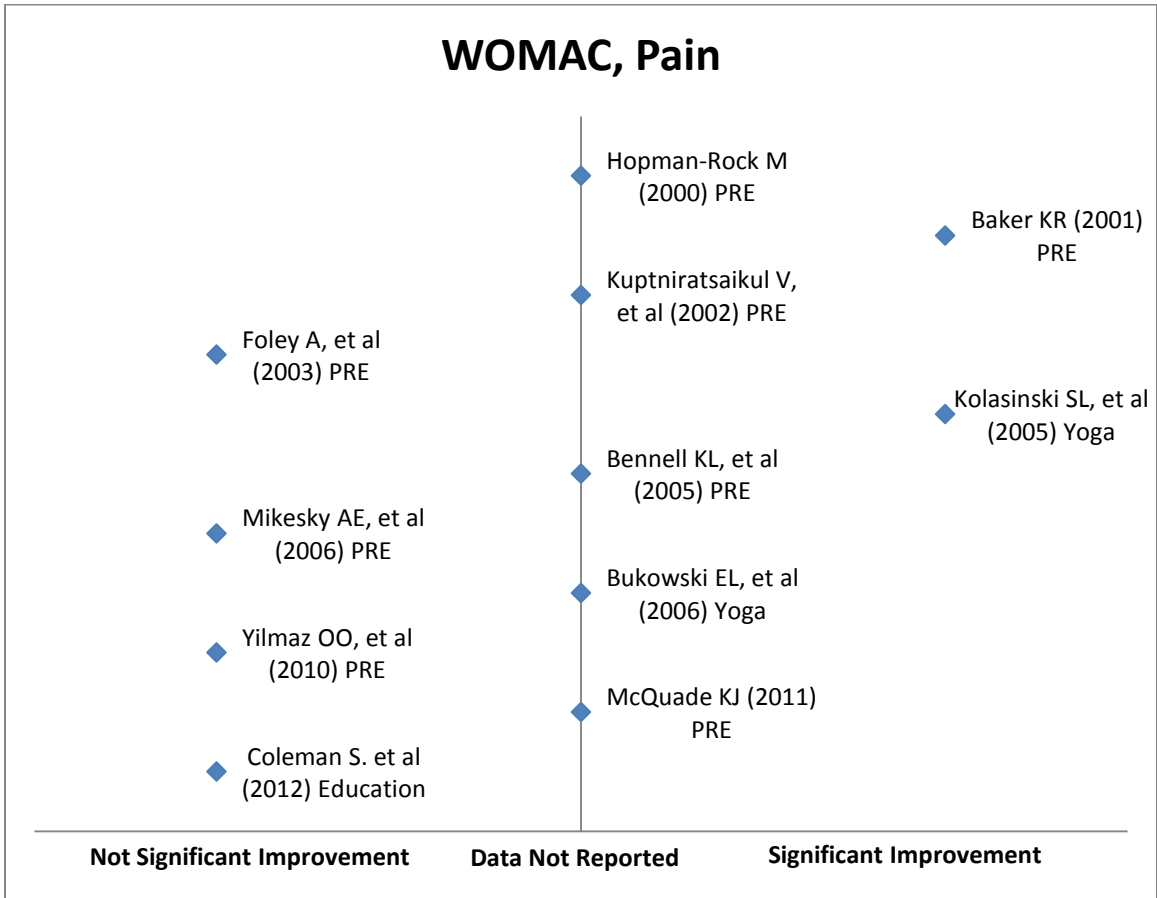 WOMAC, Pain
Hopman-Rock M
(2000) PRE
Baker KR (2001)
PRE
Kuptniratsaikul V,
et al (2002) PRE
Foley A, et al
(2003) PRE
Kolasinski SL, et al
(2005) Yoga
Bennell KL, et al
(2005) PRE
Mikesky AE, et al
(2006) PRE
Bukowski EL, et al
(2006) Yoga
Yilmaz OO, et al
(2010) PRE
McQuade KJ (2011)
PRE
Coleman S. et al
(2012) Education
Not Significant Improvement
Data Not Reported
Significant Improvement